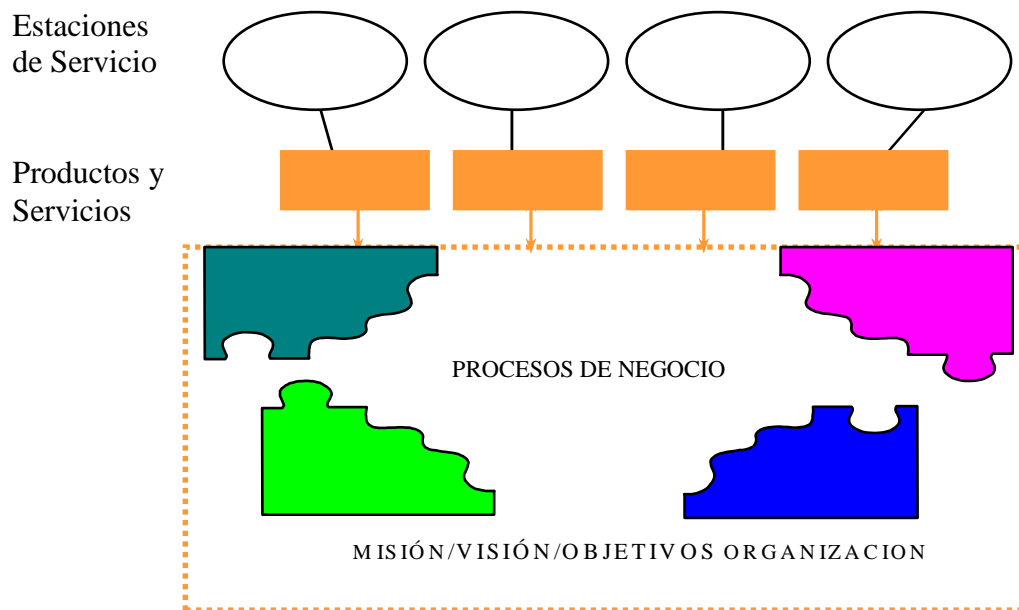 Estaciones
de Servicio
Productos y
Servicios
PROCESOS DE NEGOCIO
MISIÓN/VISIÓN/OBJETIVOS ORGANIZACION